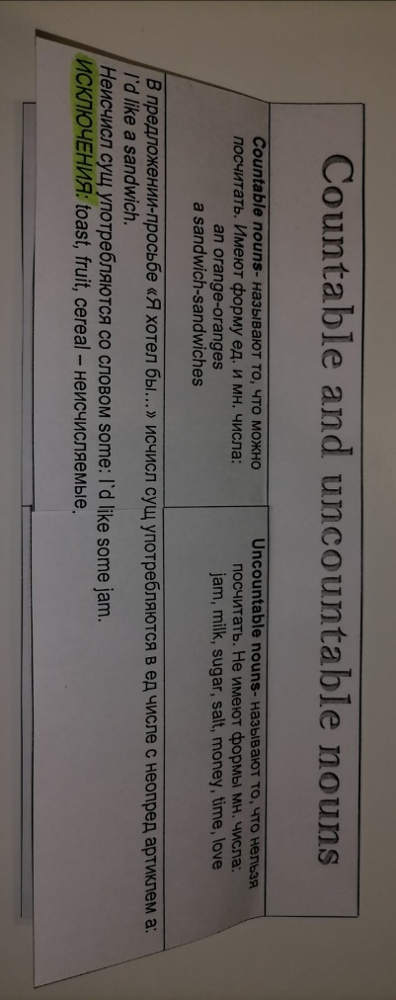 Countable and uncountable nouns
Countable nouns- называют то, что можно
посчитать. Имеют форму ед. и мн. числа:
an orange-oranges
a sandwich-sandwiches
Uncountable nouns- называют то, что нельзя
посчитать. Не имеют формы мн. числа:
jam, milk, sugar, salt, money, time, love
В предложении-просьбе «Я хотел бы...» исчисл сущ употребляются в ед числе с неопред артиклем a:
I'd like a sandwich.
Неисчисл сущ употребляются со словом some: I`d like some jam.
ИСКЛЮЧЕНИЯ: toast, fruit, cereal – неисчисляемые.